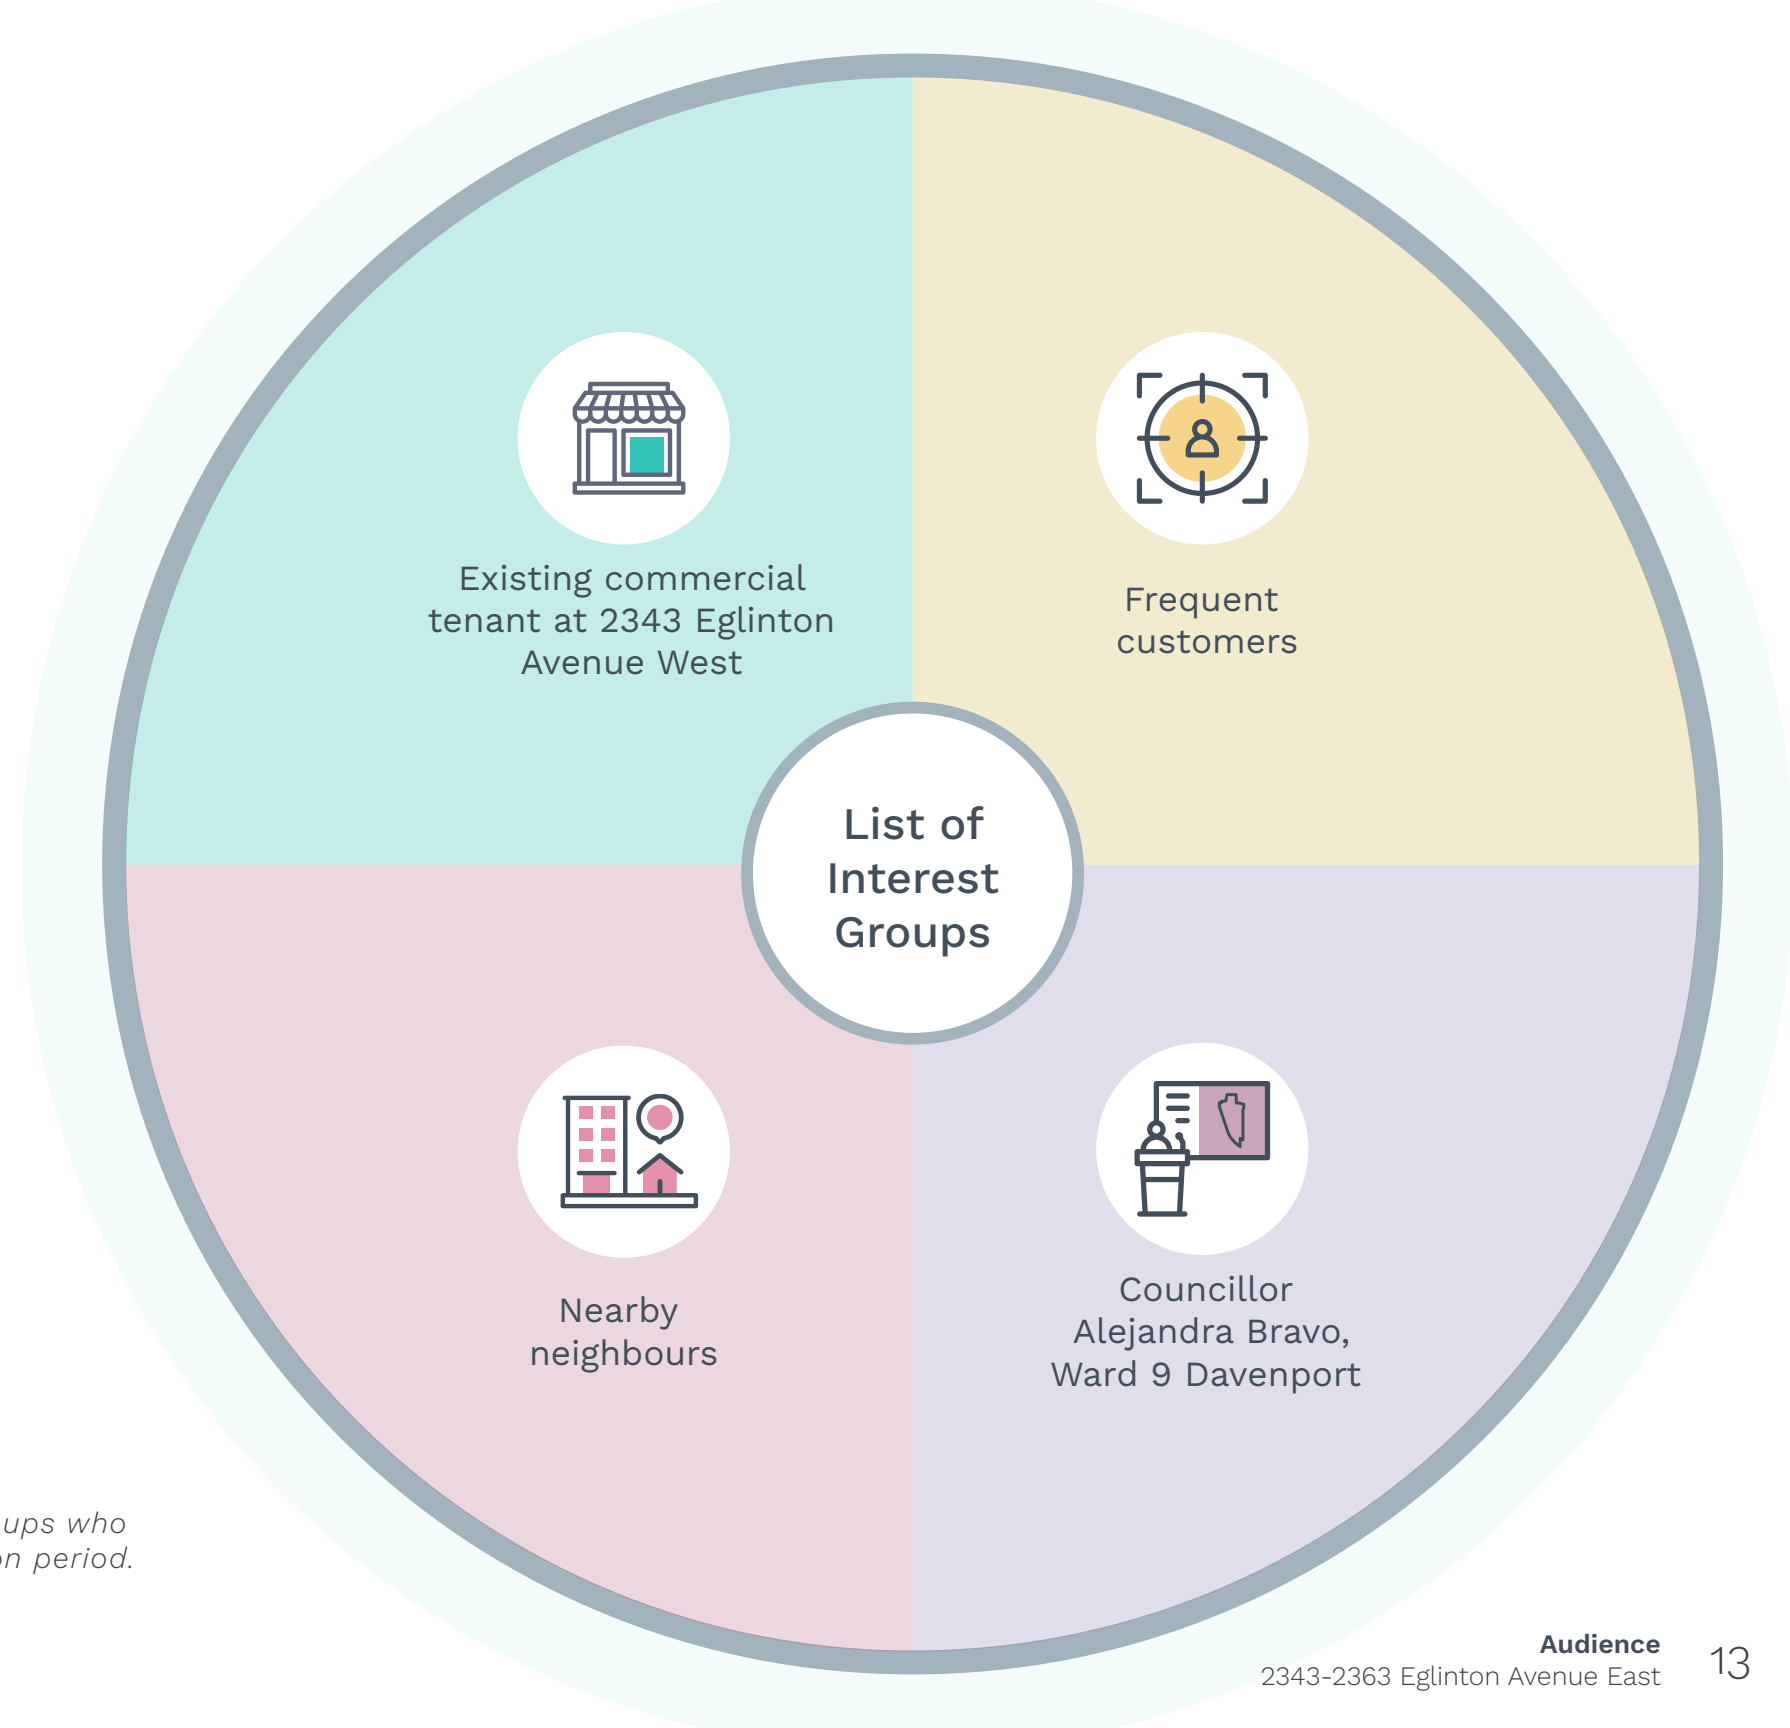 Existing commercial
tenant at 2343 Eglinton
Avenue West
Frequent
customers
List of
Interest
Groups
Nearby
neighbours
Councillor
Alejandra Bravo,
Ward 9 Davenport
who
period.
Audience
2343-2363 Eglinton Avenue East
13